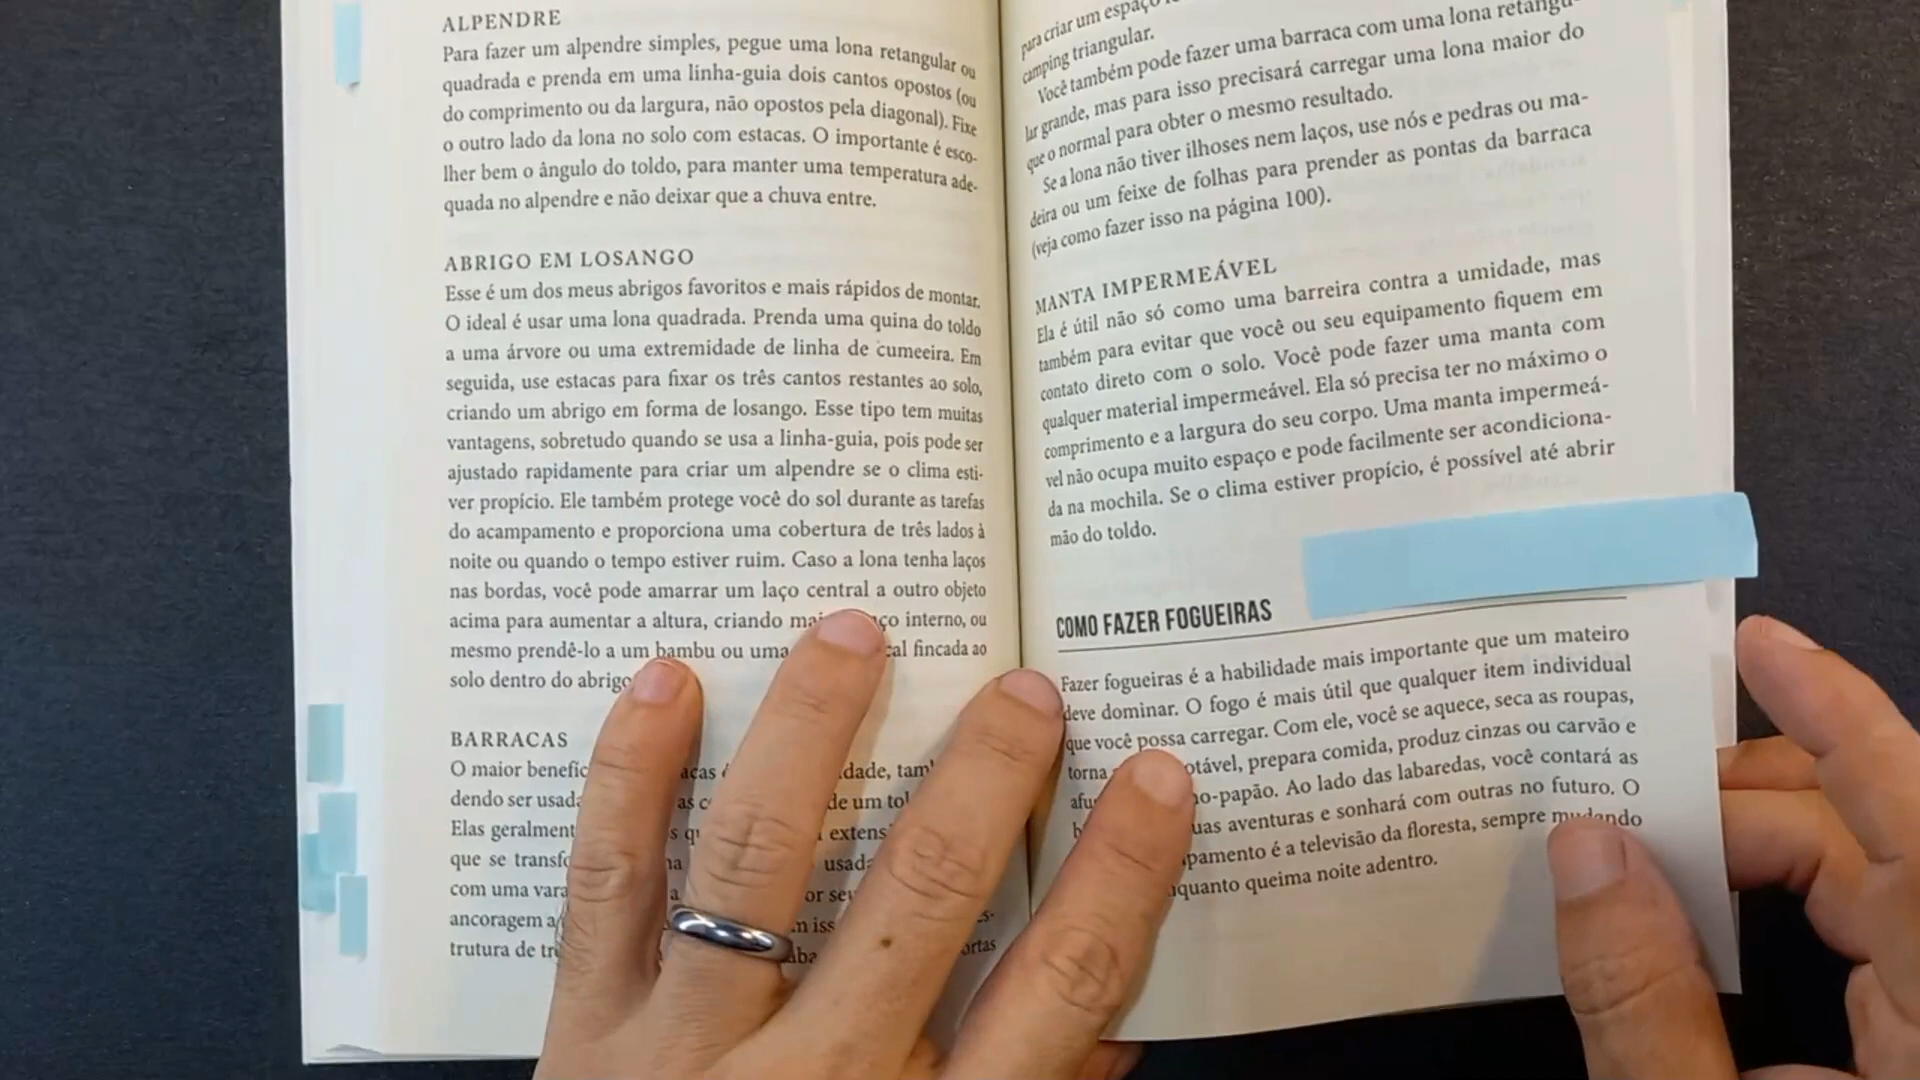 ALPENDRE
Para fazer um alpendre simples, pegue uma lona retangular ou
quadrada e prenda em uma linha-guia dois cantos opostos (ou
do comprimento ou da largura, não opostos pela diagonal). Fixe
o outro lado da lona no solo com estacas. O importante é esco-
lher bem o ângulo do toldo, para manter uma temperatura ade-
quada no alpendre e não deixar que a chuva entre.
ABRIGO EM LOSANGO
Esse é um dos meus abrigos favoritos e mais rápidos de montar.
O ideal é usar uma lona quadrada. Prenda uma quina do toldo
a uma árvore ou uma extremidade de linha de cumeeira. Em
seguida, use estacas para fixar os três cantos restantes ao solo,
criando um abrigo em forma de losango. Esse tipo tem muitas
vantagens, sobretudo quando se usa a linha-guia, pois pode ser
ajustado rapidamente para criar um alpendre se o clima esti-
ver propício. Ele também protege você do sol durante as tarefas
do acampamento e proporciona uma cobertura de três lados à
noite ou quando o tempo estiver ruim. Caso a lona tenha laços
nas bordas, você pode amarrar um laço central a outro objeto
acima para aumentar a altura, criando interno, ou
mesmo prendê-lo a um bambu ou uma fincada ao
solo dentro do abrigo
BARRACAS
O maior
dendo ser
Elas geralmente
que se usada
com uma vara
ancoragem
trutura de
para criar um espaço
camping triangular.
Você também pode fazer uma barraca com uma lona retangu-
lar grande, mas para isso precisará carregar uma lona maior do
que o normal para obter o mesmo resultado.
Se a lona não tiver ilhoses nem laços, use nós e pedras ou ma-
deira ou um feixe de folhas para prender as pontas da barraca
(veja como fazer isso na página 100).
MANTA IMPERMEÁVEL
Ela é útil não só como uma barreira contra a umidade, mas
também para evitar que você ou seu equipamento fiquem em
contato direto com o solo. Você pode fazer uma manta com
qualquer material impermeável. Ela só precisa ter no máximo o
comprimento e a largura do seu corpo. Uma manta impermeá-
vel não ocupa muito espaço e pode facilmente ser acondiciona-
da na mochila. Se o clima estiver propício, é possível até abrir
mão do toldo.
COMO FAZER FOGUEIRAS
Fazer fogueiras é a habilidade mais importante que um mateiro
deve dominar. O fogo é mais útil que qualquer item individual
que você possa carregar. Com ele, você se aquece, seca as roupas,
torna potável, prepara comida, produz cinzas ou carvão e
Ao lado das labaredas, você contará as
suas aventuras e sonhará com outras no futuro. O
é a televisão da floresta, sempre mudando
enquanto queima noite adentro.